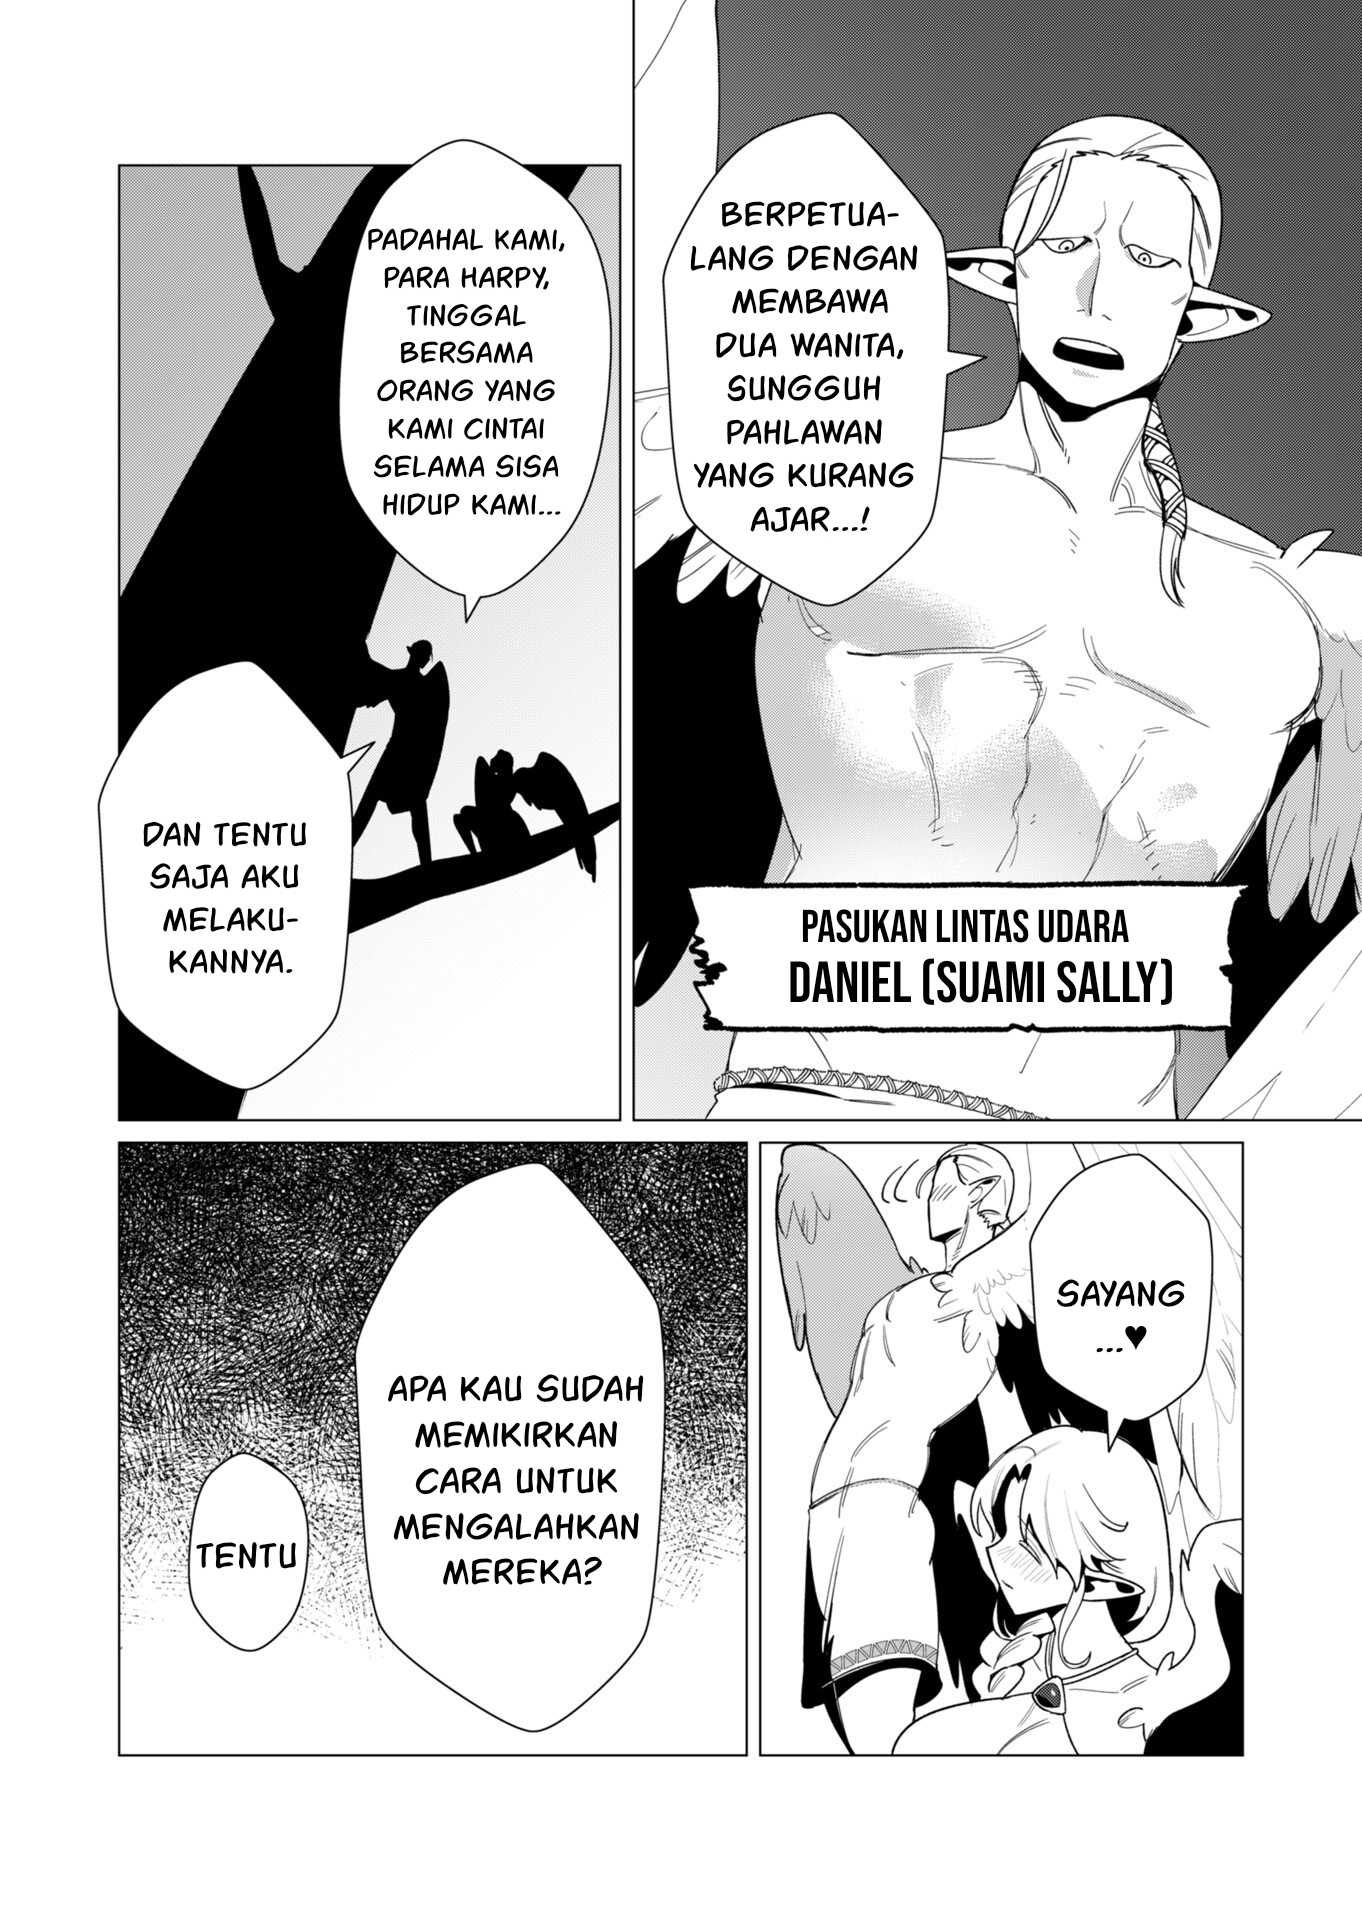 BERPETUA-
LANG DENGAN
MEMBAWA
DUA WANITA,
SUNGGUH
PAHLAWAN
YANG KURANG
AJAR...!
PASUKAN LINTAS UDARA
DANIEL (SUAMI SALLY)
PADAHAL KAMI,
PARA HARPY,
TINGGAL
BERSAMA
ORANG YANG
KAMI CINTAI
SELAMA SISA
HIDUP KAMI...
DAN TENTU
SAJA AKU
MELAKU-
KANNYA.
SAYANG
...♥
APA KAU SUDAH
MEMIKIRKAN
CARA UNTUK
MENGALAHKAN
MEREKA?
TENTU